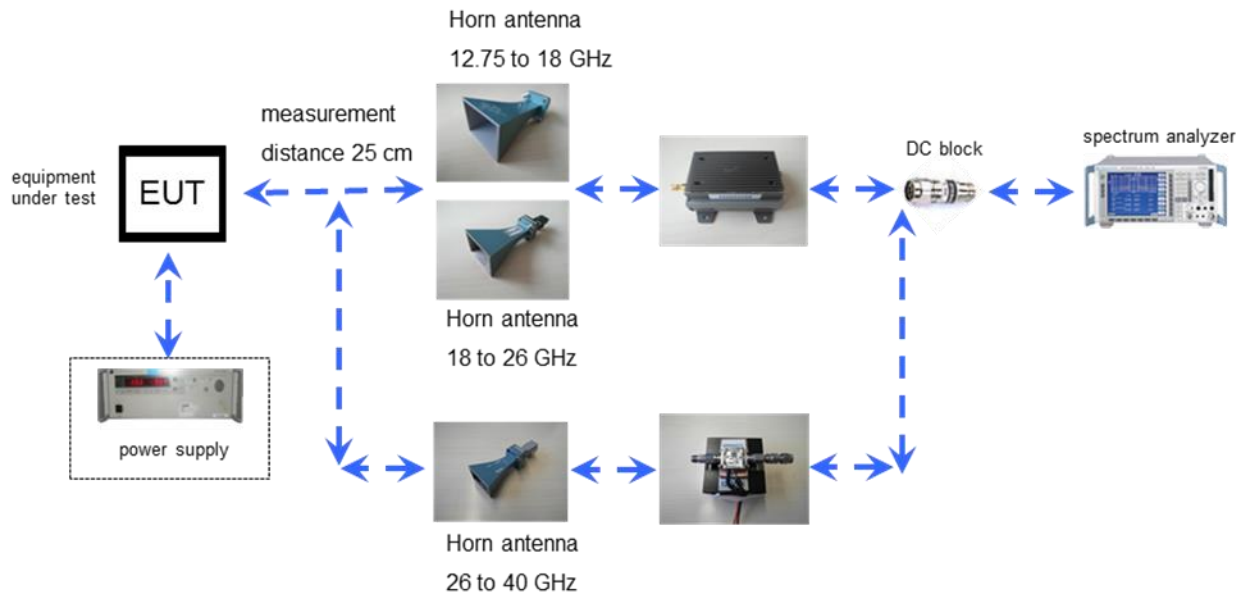 Horn antenna
12.75 to 18 GHz
measurement
distance 25 cm
equipment
under test
EUT
DC block
spectrum analyzer
Horn antenna
18 to 26 GHz
power supply
Horn antenna
26 to 40 GHz